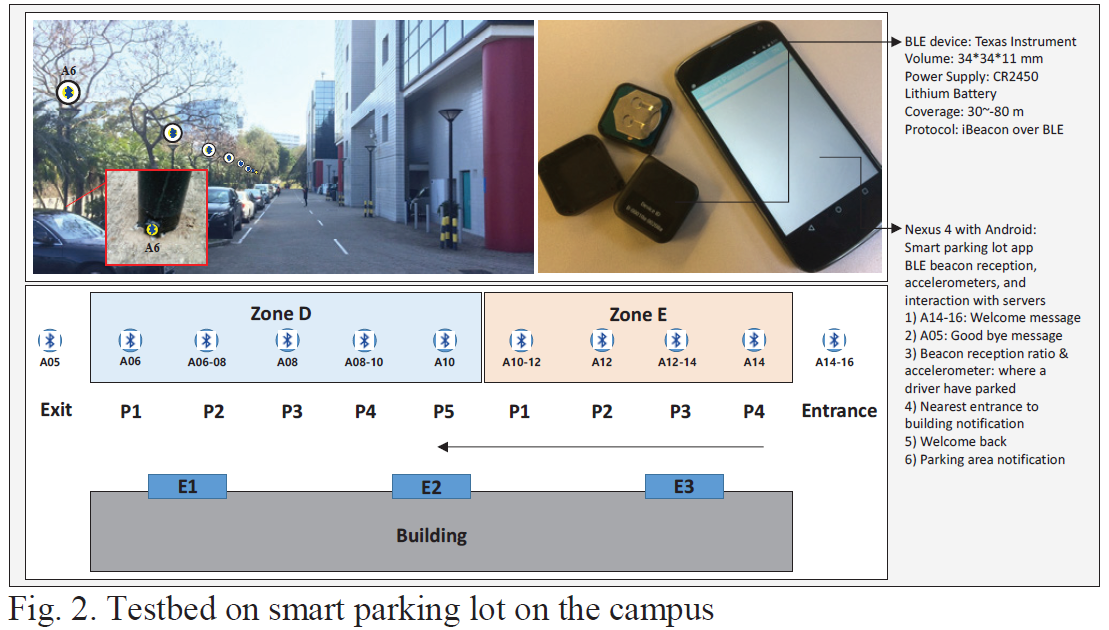 A6
A6
BLE device: Texas Instrument
Volume: 34*34*11 mm
Power Supply: CR2450
Lithium Battery
Coverage: 30~-80 m
Protocol: iBeacon over BLE
Nexus 4 with Android:
Smart parking lot app
BLE beacon reception,
accelerometers, and
interaction with servers
1) A14-16: Welcome message
2) A05: Good bye message
3) Beacon reception ratio &
accelerometer: where a
driver have parked
4) Nearest entrance to
building notification
5) Welcome back
6) Parking area notification
Zone D Zone E
A05 A06 A06-08 A08 A08-10 A10 A10-12 A12 A12-14 A14 A14-16
Exit P1 P2 P3 P4 P5 P1 P2 P3 P4 Entrance
E1 E2 E3
Building
Fig. 2. Testbed on smart parking lot on the campus